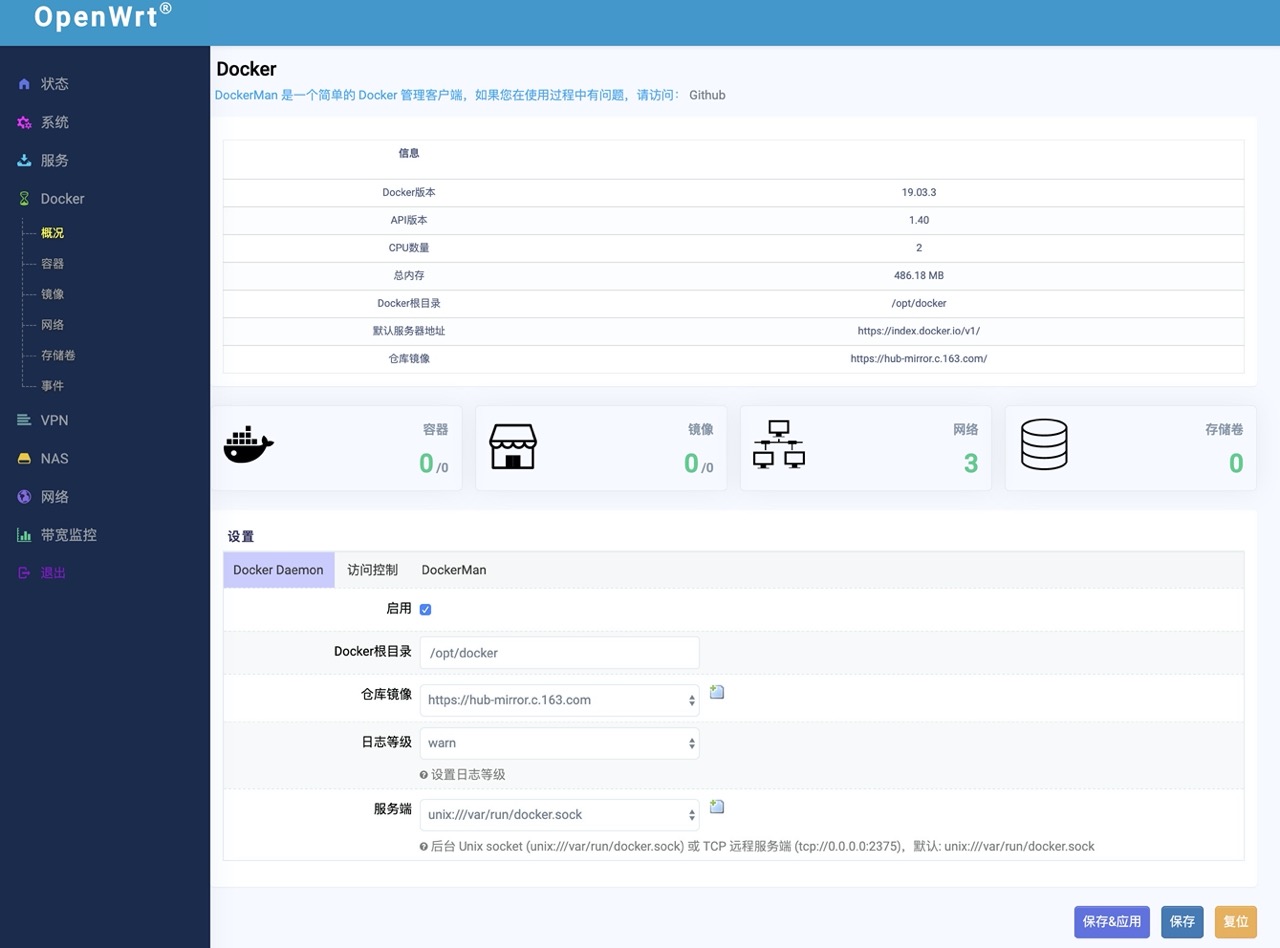 OpenWrt®
状态
系统
服务
Docker
概况
容器
镜像
网络
存储卷
事件
VPN
NAS
网络
带宽监控
退出
Docker
DockerMan 是一个简单的 Docker 管理客户端，如果您在使用过程中有问题，请访问： Github
信息
Docker版本 19.03.3
API版本 1.40
CPU数量 2
总内存 486.18 MB
Docker根目录 /opt/docker
默认服务器地址 https://index.docker.io/v1/
仓库镜像 https://hub-mirror.c.163.com/
容器
0/0
镜像
0/0
网络
3
存储卷
0
设置
Docker Daemon 访问控制 DockerMan
启用
Docker根目录 /opt/docker
仓库镜像 https://hub-mirror.c.163.com
日志等级 warn
设置日志等级
服务端 unix:///var/run/docker.sock
后台 Unix socket (unix:///var/run/docker.sock) 或 TCP 远程服务端 (tcp://0.0.0.0:2375)，默认: unix:///var/run/docker.sock
保存&应用 保存 复位